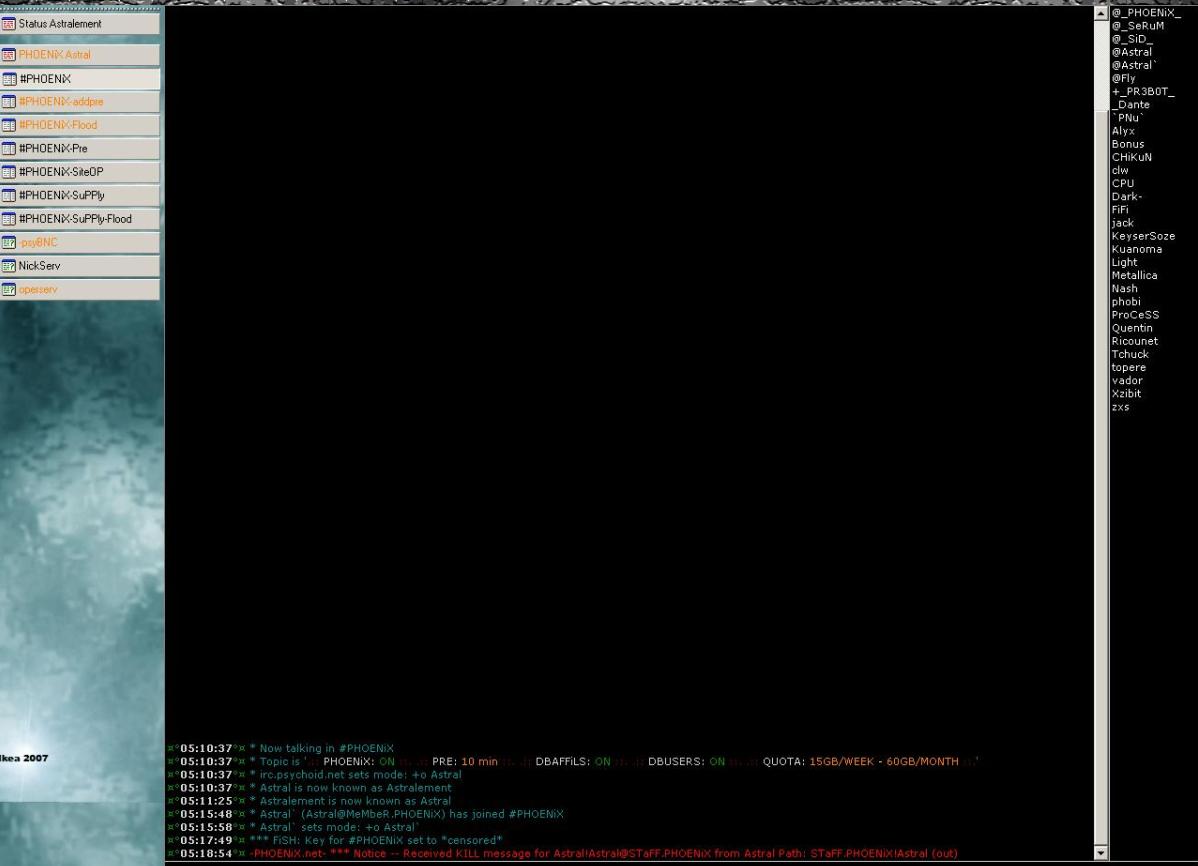 Status Astralement
PHOENiX Astral
#PHOENiX
#PHOENiX-addpre
#PHOENiX-Flood
#PHOENiX-Pre
#PHOENiX-SiteOP
#PHOENiX-SuPPly
#PHOENiX-SuPPly-Flood
-psyBNC
NickServ
operserv
Ikea 2007
¤°05:10:37°¤ * Now talking in #PHOENiX
¤°05:10:37°¤ * Topic is '.:: PHOENiX: ON ::. .:: PRE: 10 min ::. .:: DBAFFiLS: ON ::. .:: DBUSERS: ON ::. .:: QUOTA: 15GB/WEEK - 60GB/MONTH ::.'
¤°05:10:37°¤ * irc.psychoid.net sets mode: +o Astral
¤°05:10:37°¤ * Astral is now known as Astralement
¤°05:11:25°¤ * Astralement is now known as Astral
¤°05:15:48°¤ * Astral` (Astral@MeMbeR.PHOENiX) has joined #PHOENiX
¤°05:15:58°¤ * Astral` sets mode: +o Astral`
¤°05:17:49°¤ *** FiSH: Key for #PHOENiX set to *censored*
¤°05:18:54°¤ -PHOENiX.net- *** Notice -- Received KILL message for Astral!Astral@STaFF.PHOENiX from Astral Path: STaFF.PHOENiX!Astral (out)
@_PHOENiX_
@_SeRuM
@_SiD_
@Astral
@Astral`
@Fly
+_PR3B0T_
_Dante
`PNu`
Alyx
Bonus
CHiKuN
clw
CPU
Dark-
FiFi
jack
KeyserSoze
Kuanoma
Light
Metallica
Nash
phobi
ProCeSS
Quentin
Ricounet
Tchuck
topere
vador
Xzibit
zxs